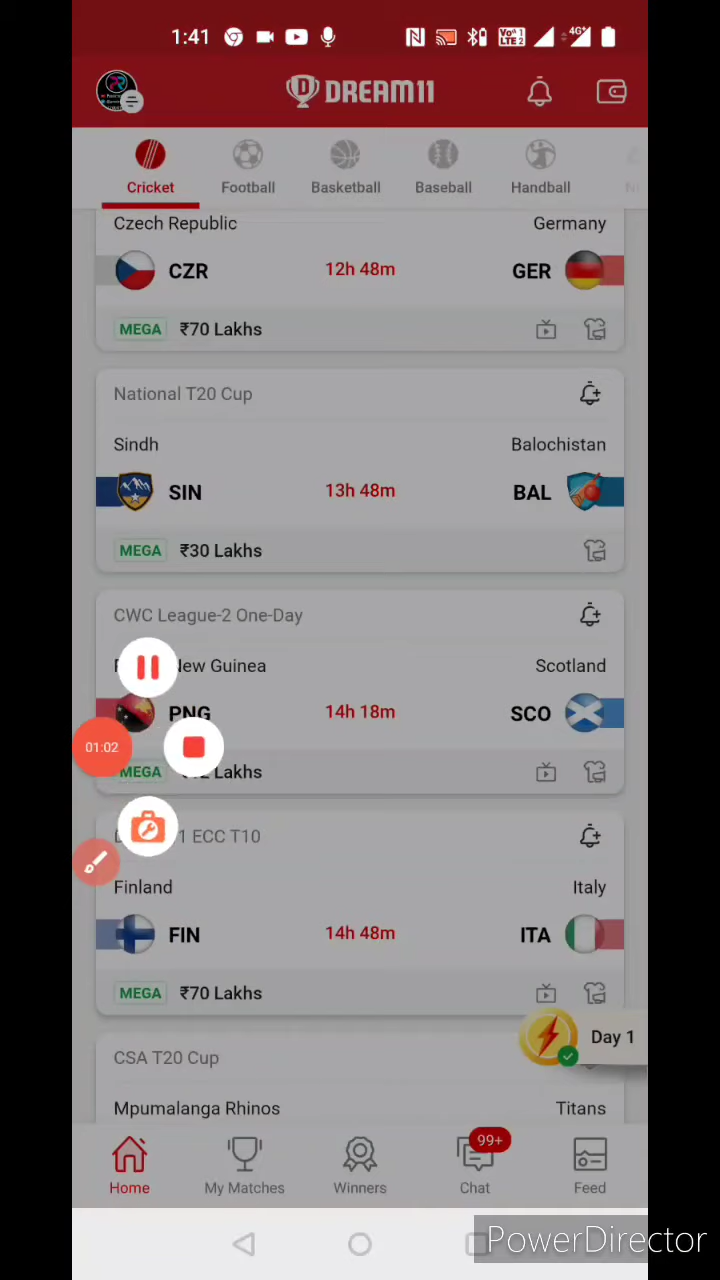 1:41
DREAM11
Cricket Football Basketball Baseball Handball
Czech Republic Germany
CZR 12h 48m GER
MEGA ₹70 Lakhs
National T20 Cup
Sindh Balochistan
SIN 13h 48m BAL
MEGA ₹30 Lakhs
CWC League-2 One-Day
New Guinea Scotland
PNG 14h 18m SCO
01:02
MEGA Lakhs
1 ECC T10
Finland Italy
FIN 14h 48m ITA
MEGA ₹70 Lakhs
Day 1
CSA T20 Cup
Mpumalanga Rhinos Titans
99+
Home My Matches Winners Chat Feed
PowerDirector